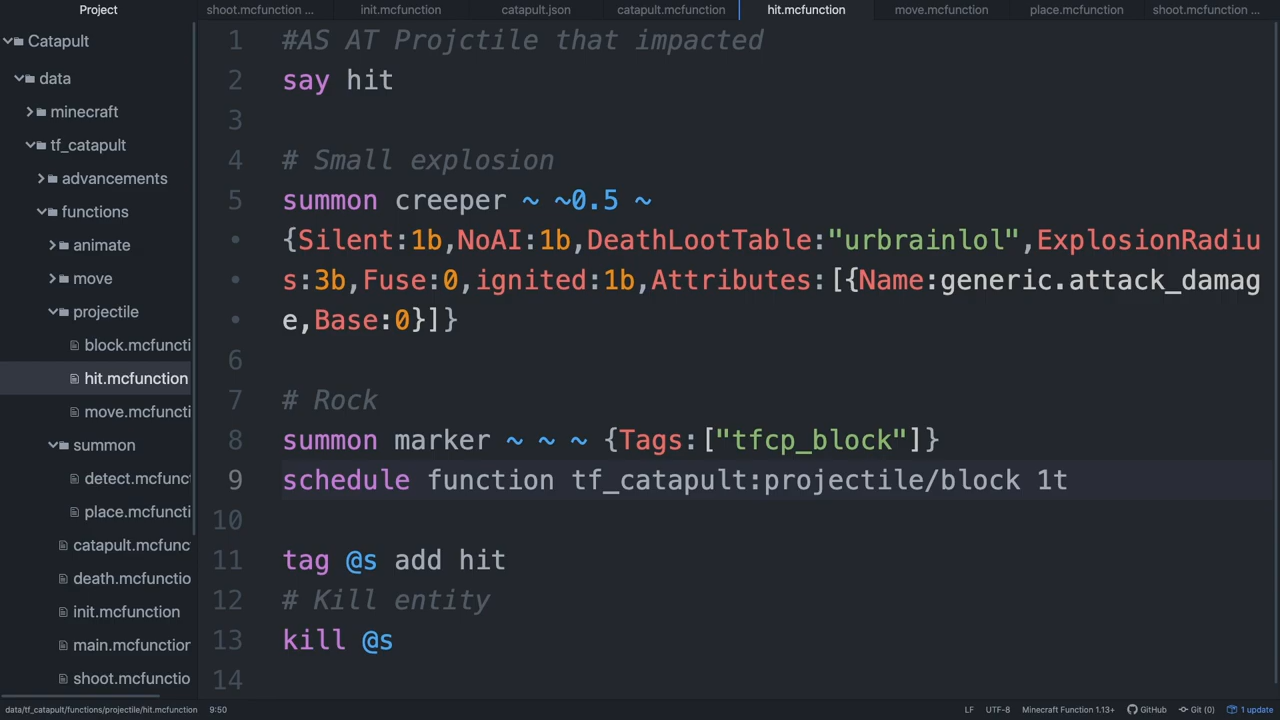 Project
shoot.mcfunction ...
init.mcfunction
catapult.json
catapult.mcfunction
hit.mcfunction
move.mcfunction
place.mcfunction
shoot.mcfunction ...
Catapult
data
minecraft
tf_catapult
advancements
functions
animate
move
projectile
block.mcfuncti
hit.mcfunction
move.mcfuncti
summon
detect.mcfunct
place.mcfuncti
catapult.mcfunc
death.mcfunctio
init.mcfunction
main.mcfunction
shoot.mcfunctio
1 #AS AT Projctile that impacted
2 say hit
3
4 # Small explosion
5 summon creeper ~ ~0.5 ~
{Silent:1b,NoAI:1b,DeathLootTable:"urbrainlol",ExplosionRadiu
s:3b,Fuse:0,ignited:1b,Attributes:[{Name:generic.attack_damag
e,Base:0}]}
6
7 # Rock
8 summon marker ~ ~ ~ {Tags:["tfcp_block"]}
9 schedule function tf_catapult:projectile/block 1t
10
11 tag @s add hit
12 # Kill entity
13 kill @s
14
data/tf_catapult/functions/projectile/hit.mcfunction 9:50 LF UTF-8 Minecraft Function 1.13+ GitHub Git (0) 1 update